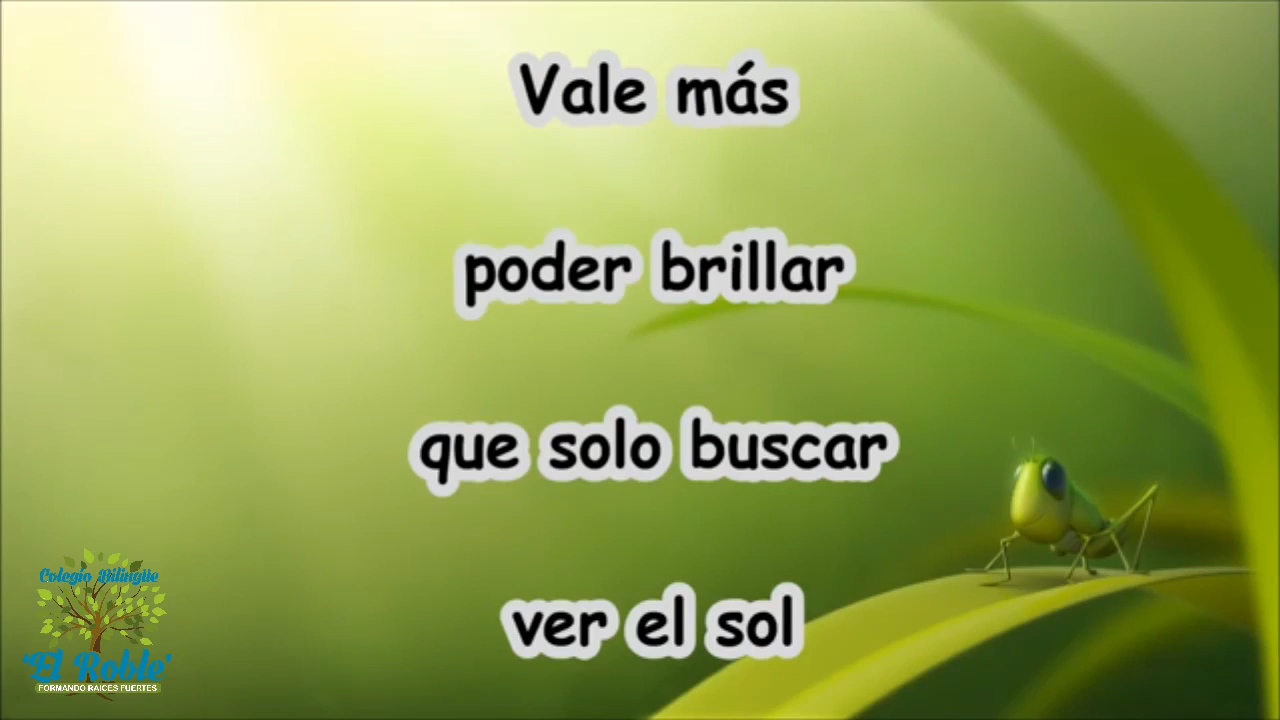 Vale más
poder brillar
que solo buscar
ver el sol
Colegio Bilingüe
'El Roble'
FORMANDO RAICES FUERTES